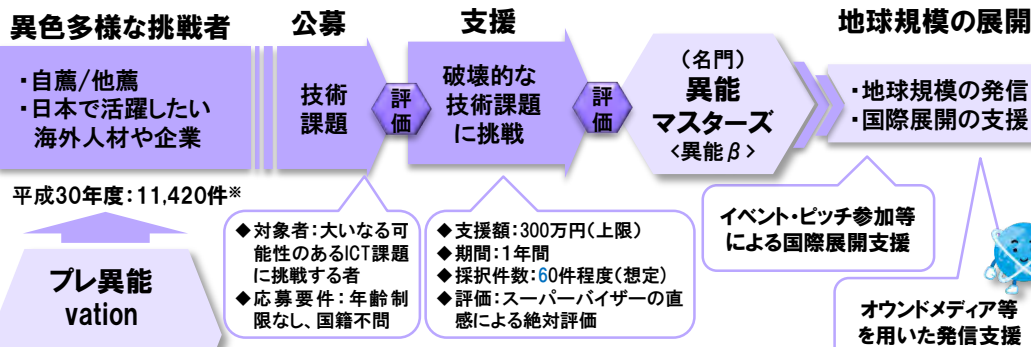 異色多様な挑戦者
・自薦/他薦
・日本で活躍したい
海外人材や企業
平成30年度：11,420件※
プレ異能
vation
公募
技術
課題
評
価
◆対象者：大いなる可
能性のあるICT課題
に挑戦する者
◆応募要件：年齢制
限なし、国籍不問
支援
破壊的な
技術課題
に挑戦
評
価
◆支援額：300万円（上限）
◆期間：1年間
◆採択件数：60件程度（想定）
◆評価：スーパーバイザーの直
感による絶対評価
（名門）
異能
マスターズ
<異能β>
地球規模の展開
・地球規模の発信
・国際展開の支援
イベント・ピッチ参加等
による国際展開支援
オウンドメディア等
を用いた発信支援